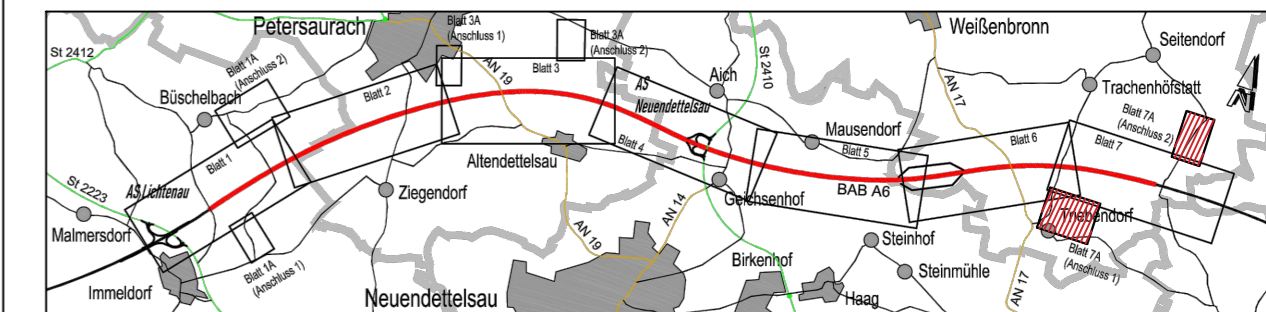 Petersaurach
Blatt 3A
(Anschluss 1)
Blatt 3A
(Anschluss 2)
Weißenbronn
St 2412
Blatt 1A
(Anschluss 2)
Büschelbach
Blatt 2
AN 19
Blatt 3
AS
Neuendettelsau
Aich
St 2410
AN 17
Seitendorf
Trachenhöfstatt
Blatt 7A
(Anschluss 2)
Blatt 1
Altendettelsau
Blatt 4
Mausendorf
Blatt 5
Blatt 6
Blatt 7
St 2223
AS Lichtenau
Ziegendorf
Geichsenhof
BAB A6
Triebendorf
Malmersdorf
AN 14
AN 19
Steinhof
Blatt 7A
(Anschluss 1)
Blatt 1A
(Anschluss 1)
Birkenhof
Steinmühle
Immeldorf
Neuendettelsau
Haag
AN 17